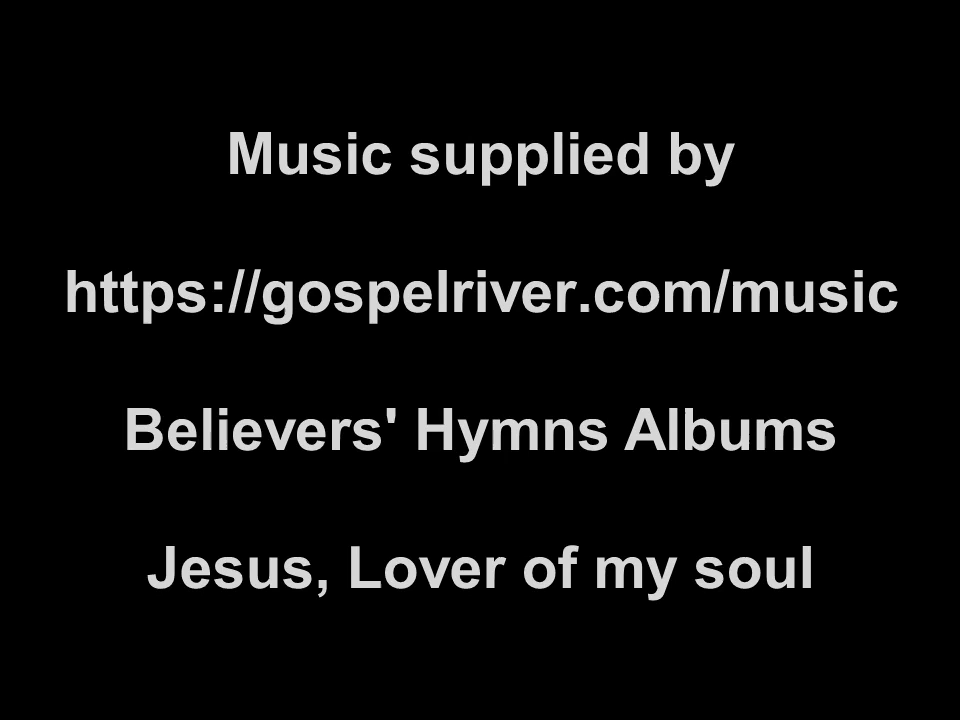 Music supplied by
https://gospelriver.com/music
Believers' Hymns Albums
Jesus, Lover of my soul